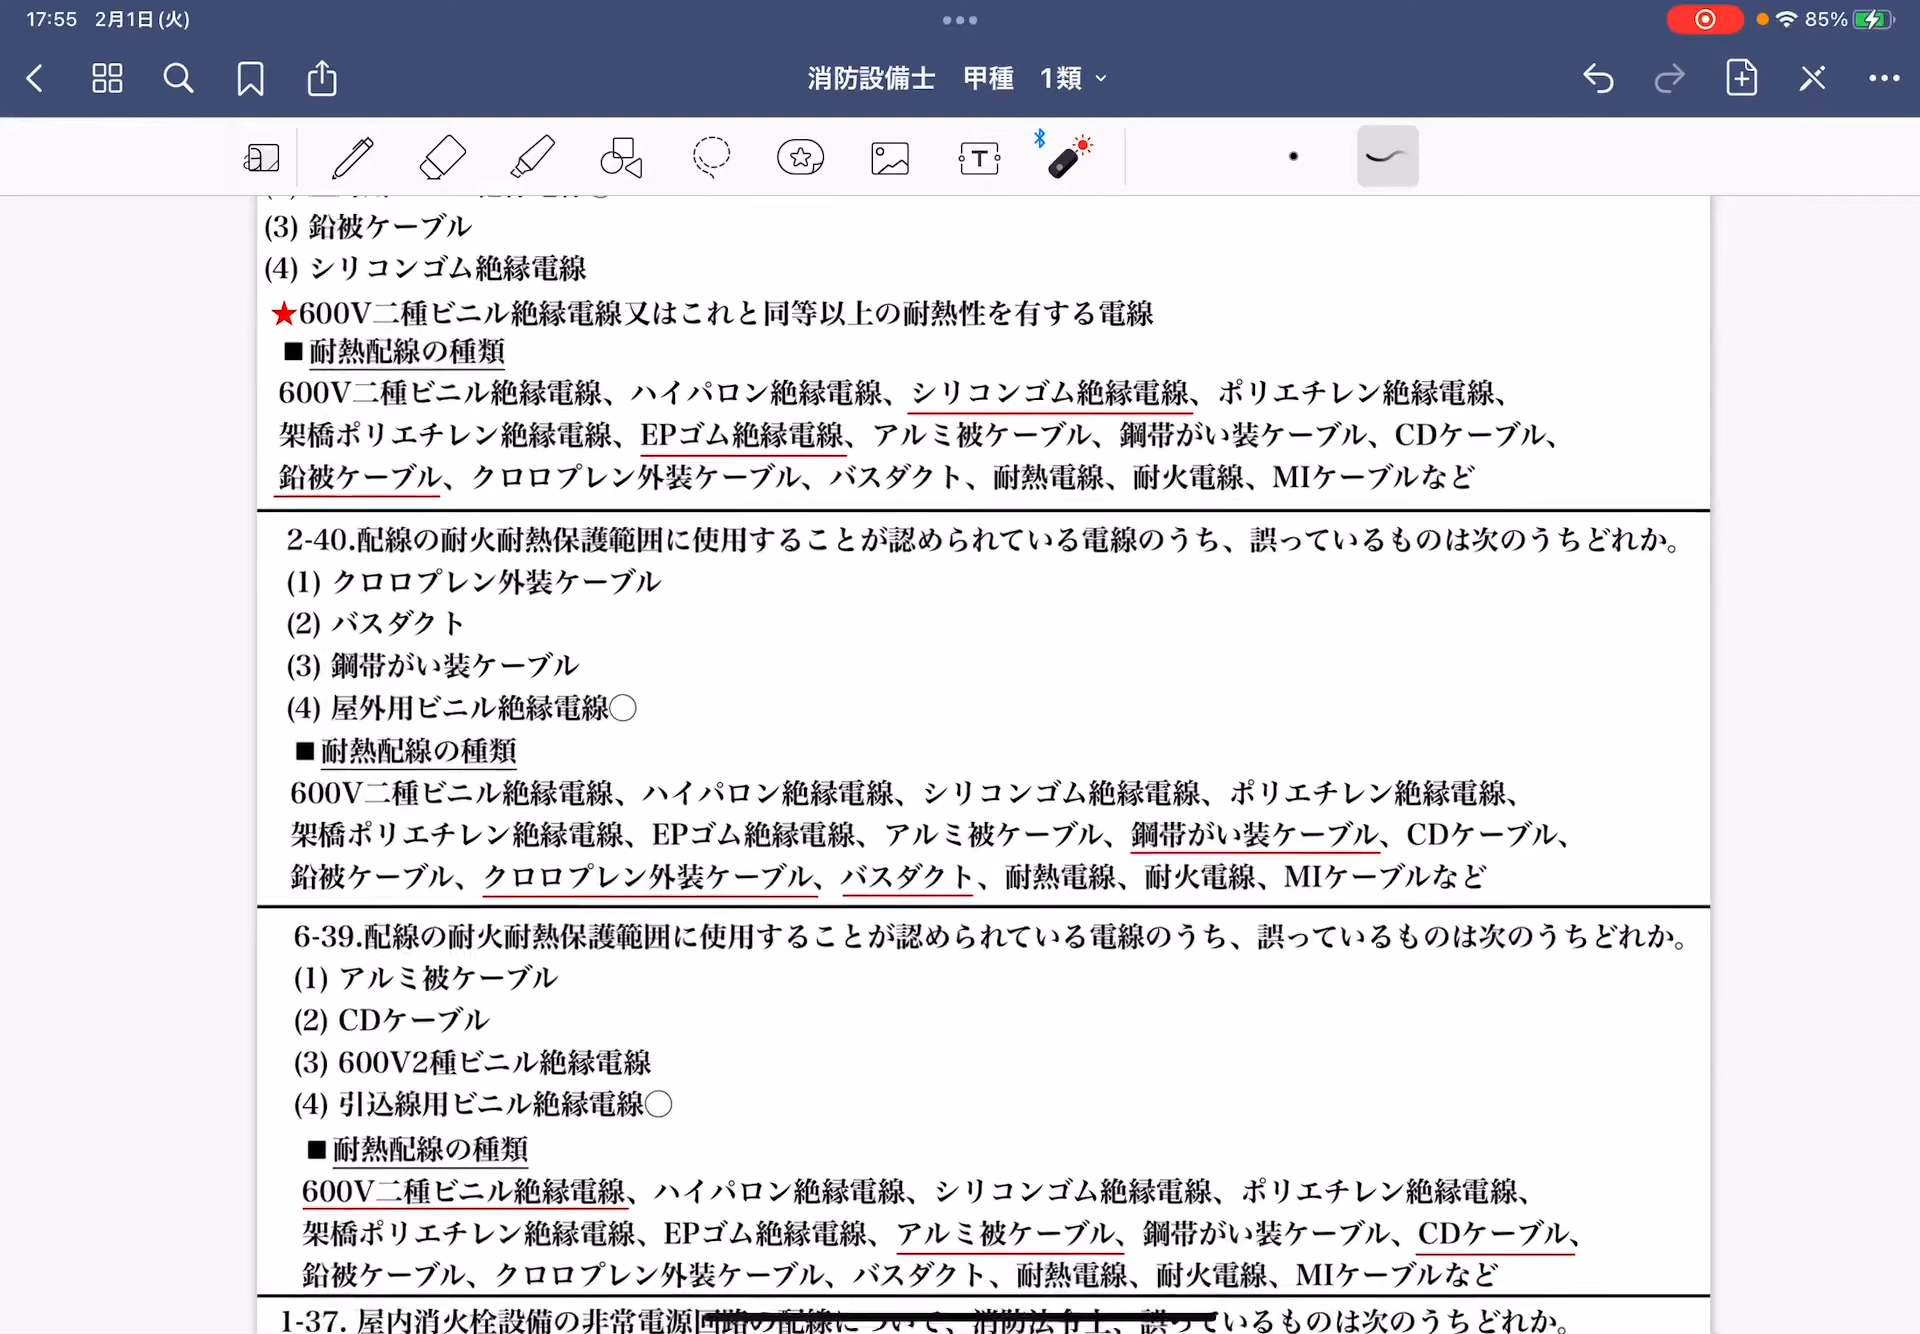 17:55 2月1日(火)
85%
消防設備士 甲種 1類
(3) 鉛被ケーブル
(4) シリコンゴム絶縁電線
★600V二種ビニル絶縁電線又はこれと同等以上の耐熱性を有する電線
■耐熱配線の種類
600V二種ビニル絶縁電線、ハイパロン絶縁電線、シリコンゴム絶縁電線、ポリエチレン絶縁電線、
架橋ポリエチレン絶縁電線、EPゴム絶縁電線、アルミ被ケーブル、鋼帯がい装ケーブル、CDケーブル、
鉛被ケーブル、クロロプレン外装ケーブル、バスダクト、耐熱電線、耐火電線、MIケーブルなど
2-40.配線の耐火耐熱保護範囲に使用することが認められている電線のうち、誤っているものは次のうちどれか。
(1) クロロプレン外装ケーブル
(2) バスダクト
(3) 鋼帯がい装ケーブル
(4) 屋外用ビニル絶縁電線○
■耐熱配線の種類
600V二種ビニル絶縁電線、ハイパロン絶縁電線、シリコンゴム絶縁電線、ポリエチレン絶縁電線、
架橋ポリエチレン絶縁電線、EPゴム絶縁電線、アルミ被ケーブル、鋼帯がい装ケーブル、CDケーブル、
鉛被ケーブル、クロロプレン外装ケーブル、バスダクト、耐熱電線、耐火電線、MIケーブルなど
6-39.配線の耐火耐熱保護範囲に使用することが認められている電線のうち、誤っているものは次のうちどれか。
(1) アルミ被ケーブル
(2) CDケーブル
(3) 600V2種ビニル絶縁電線
(4) 引込線用ビニル絶縁電線○
■耐熱配線の種類
600V二種ビニル絶縁電線、ハイパロン絶縁電線、シリコンゴム絶縁電線、ポリエチレン絶縁電線、
架橋ポリエチレン絶縁電線、EPゴム絶縁電線、アルミ被ケーブル、鋼帯がい装ケーブル、CDケーブル、
鉛被ケーブル、クロロプレン外装ケーブル、バスダクト、耐熱電線、耐火電線、MIケーブルなど
1-37. 屋内消火栓設備の非常電源回路の配線について、消防法令上、誤っているものは次のうちどれか。